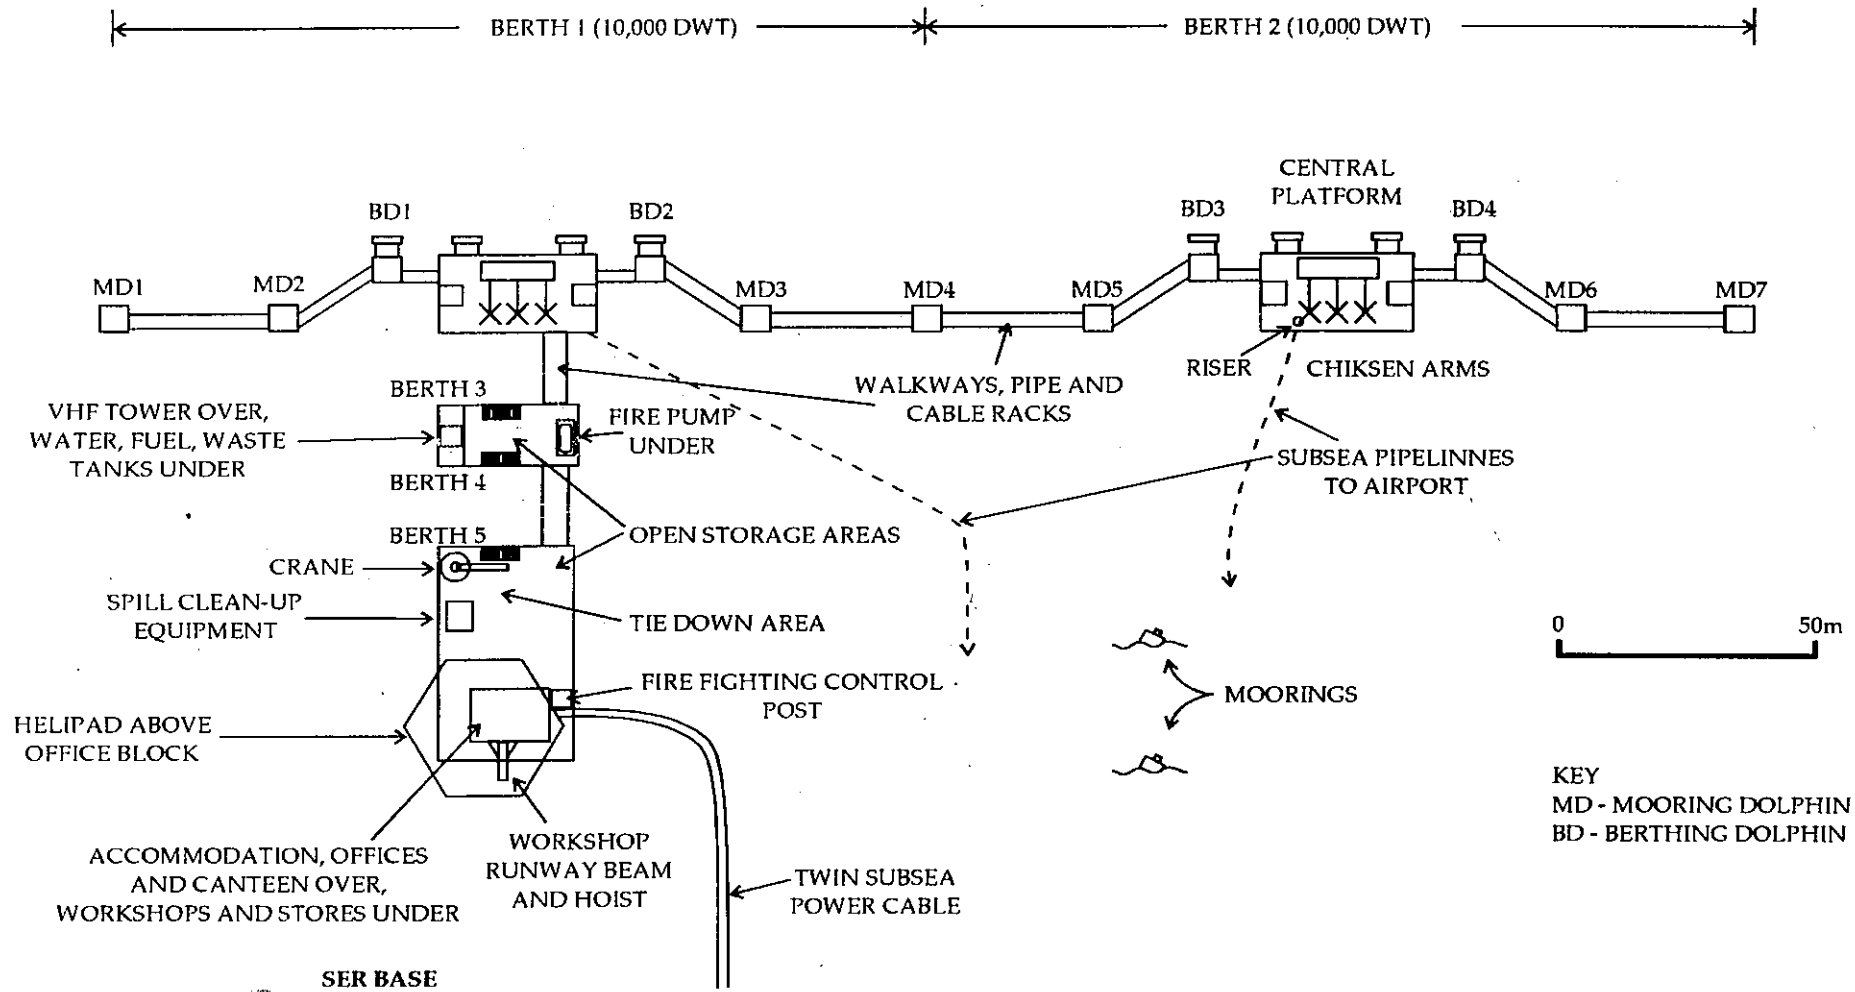 BERTH 1 (10,000 DWT)
BERTH 2 (10,000 DWT)
CENTRAL
PLATFORM
BD1
BD2
BD3
BD4
MD1
MD2
MD3
MD4
MD5
MD6
MD7
RISER
CHIKSEN ARMS
WALKWAYS, PIPE AND
CABLE RACKS
BERTH 3
VHF TOWER OVER,
WATER, FUEL, WASTE
TANKS UNDER
FIRE PUMP
UNDER
BERTH 4
SUBSEA PIPELINNES
TO AIRPORT
BERTH 5
OPEN STORAGE AREAS
CRANE
SPILL CLEAN-UP
EQUIPMENT
TIE DOWN AREA
0
50m
FIRE FIGHTING CONTROL
POST
MOORINGS
HELIPAD ABOVE
OFFICE BLOCK
KEY
MD - MOORING DOLPHIN
BD - BERTHING DOLPHIN
ACCOMMODATION, OFFICES
AND CANTEEN OVER,
WORKSHOPS AND STORES UNDER
WORKSHOP
RUNWAY BEAM
AND HOIST
TWIN SUBSEA
POWER CABLE
SER BASE